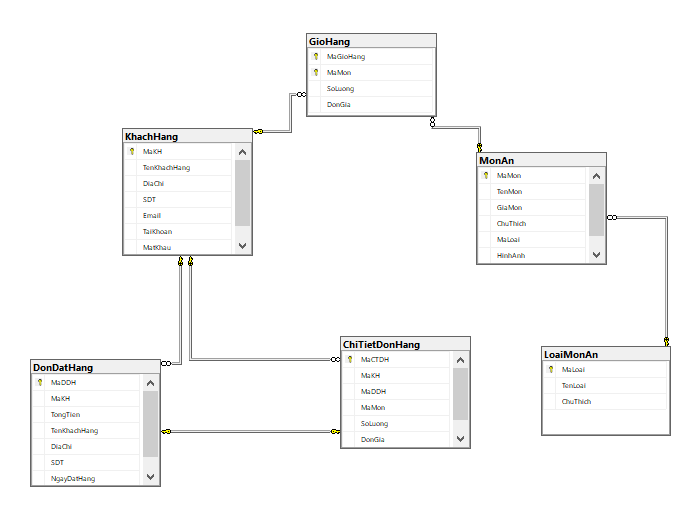 GioHang
MaGioHang
MaMon
SoLuong
DonGia
KhachHang
MaKH
TenKhachHang
DiaChi
SDT
Email
TaiKhoan
MatKhau
MonAn
MaMon
TenMon
GiaMon
ChuThich
MaLoai
HinhAnh
ChiTietDonHang
MaCTDH
MaKH
MaDDH
MaMon
SoLuong
DonGia
LoaiMonAn
MaLoai
TenLoai
ChuThich
DonDatHang
MaDDH
MaKH
TongTien
TenKhachHang
DiaChi
SDT
NgayDatHang